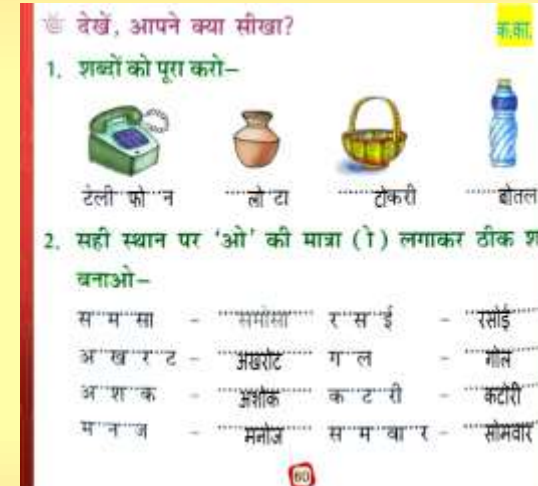 देखें, आपने क्या सीखा?
क.का.
1. शब्दों को पूरा करो–
टेली फो न लो टा टोकरी बोतल
2. सही स्थान पर 'ओ' की मात्रा (ो) लगाकर ठीक श
बनाओ–
स म सा - समोसा र स ई - रसोई
अ ख र ट - अखरोट ग ल - गोल
अ श क - अशोक क ट री - कटोरी
म न ज - मनोज स म वा र - सोमवार
60